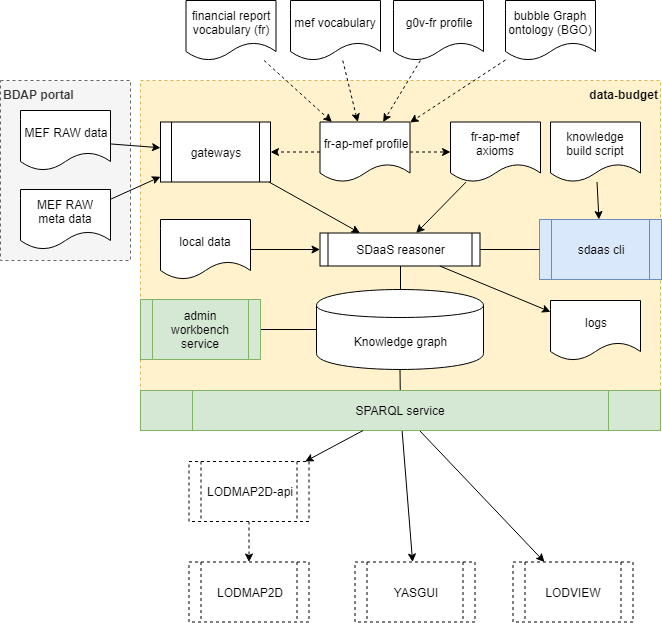 financial report
vocabulary (fr)
mef vocabulary
g0v-fr profile
bubble Graph
ontology (BGO)
BDAP portal
data-budget
MEF RAW data
gateways
fr-ap-mef profile
fr-ap-mef
axioms
knowledge
build script
MEF RAW
meta data
local data
SDaaS reasoner
sdaas cli
admin
workbench
service
Knowledge graph
logs
SPARQL service
LODMAP2D-api
LODMAP2D
YASGUI
LODVIEW